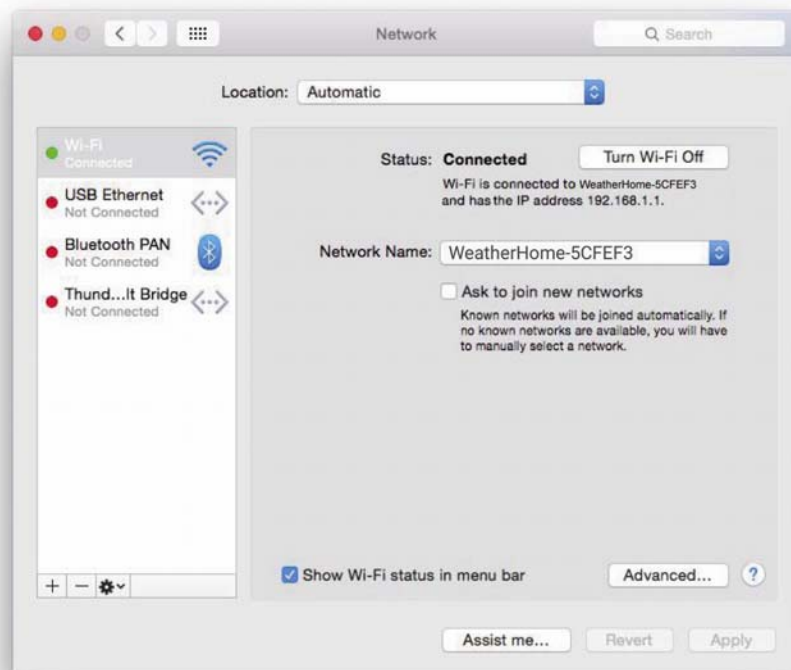 Network
Search
Location: Automatic
Wi-Fi
Connected
USB Ethernet
Not Connected
Bluetooth PAN
Not Connected
Thund...lt Bridge
Not Connected
Status: Connected
Turn Wi-Fi Off
Wi-Fi is connected to WeatherHome-5CFEF3
and has the IP address 192.168.1.1.
Network Name: WeatherHome-5CFEF3
Ask to join new networks
Known networks will be joined automatically. If
no known networks are available, you will have
to manually select a network.
Show Wi-Fi status in menu bar
Advanced...
?
+ −
Assist me...
Revert
Apply